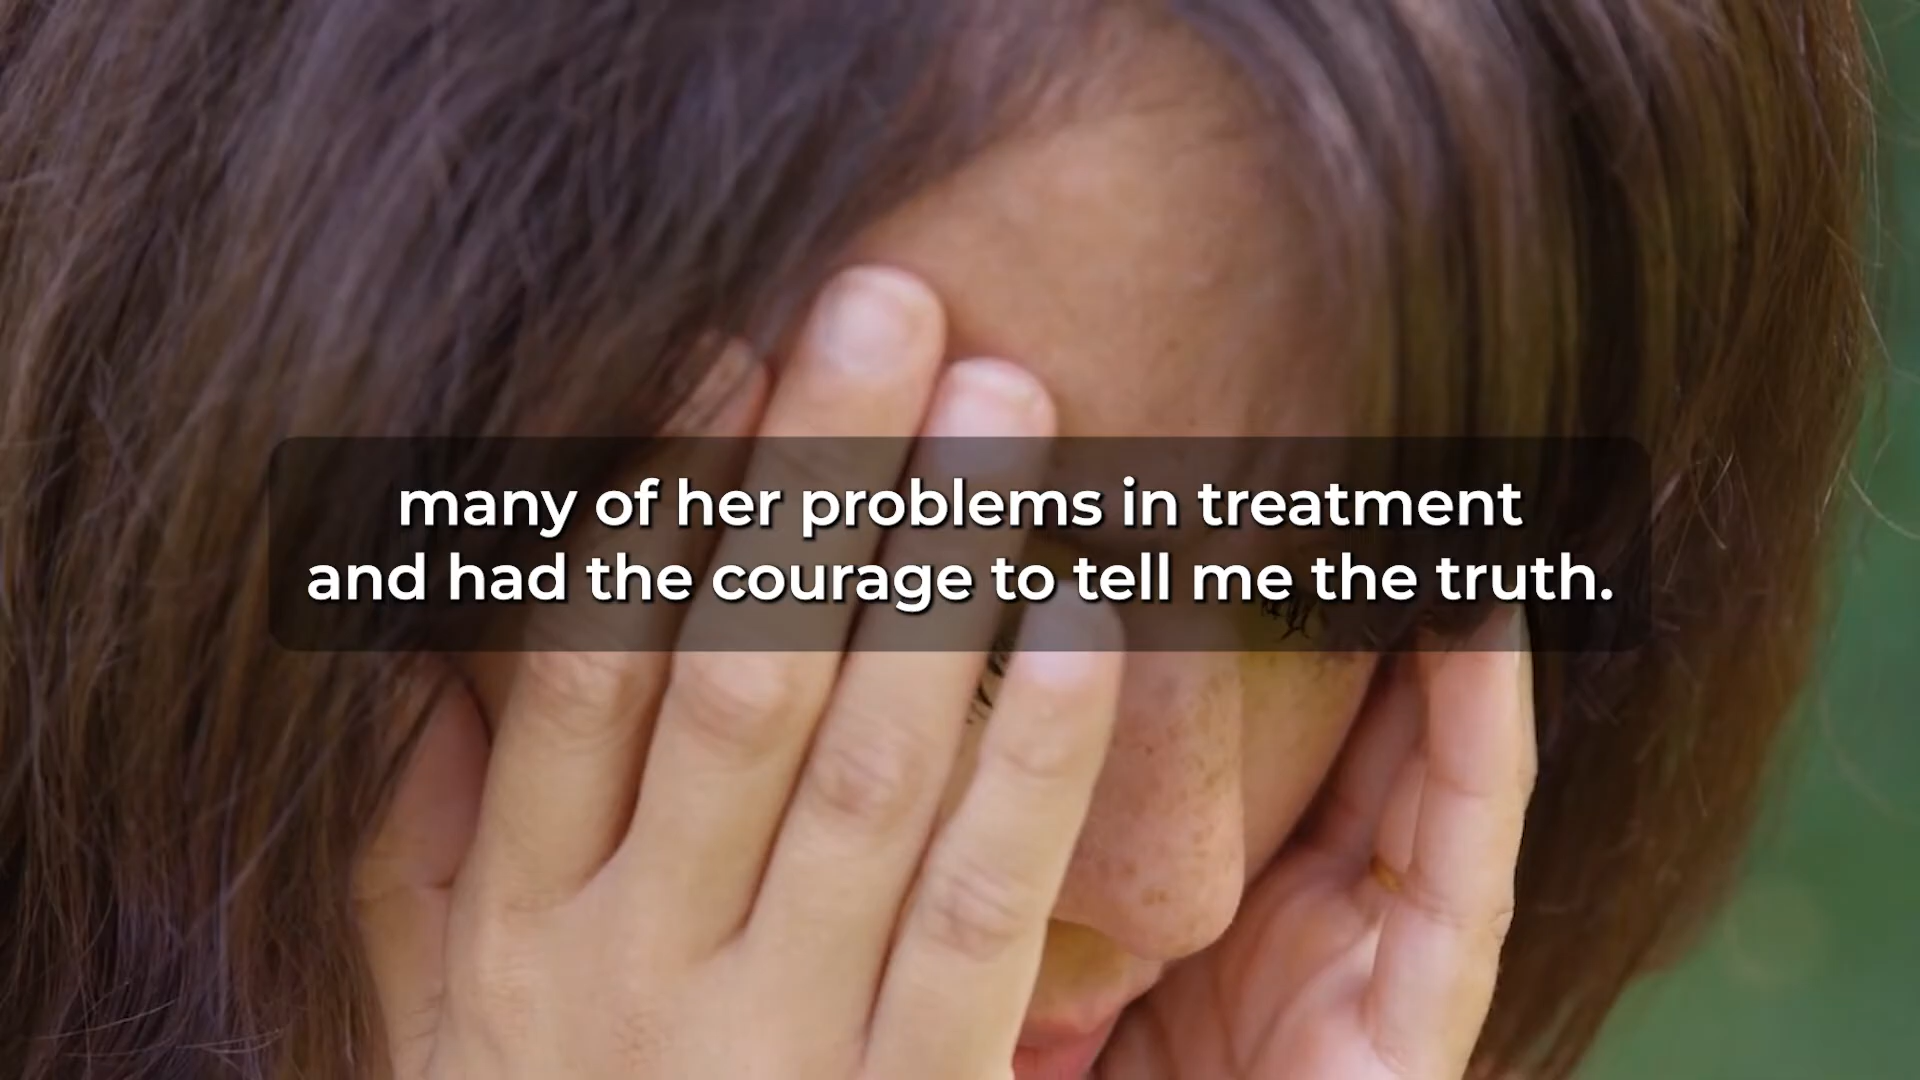 many of her problems in treatment
and had the courage to tell me the truth.